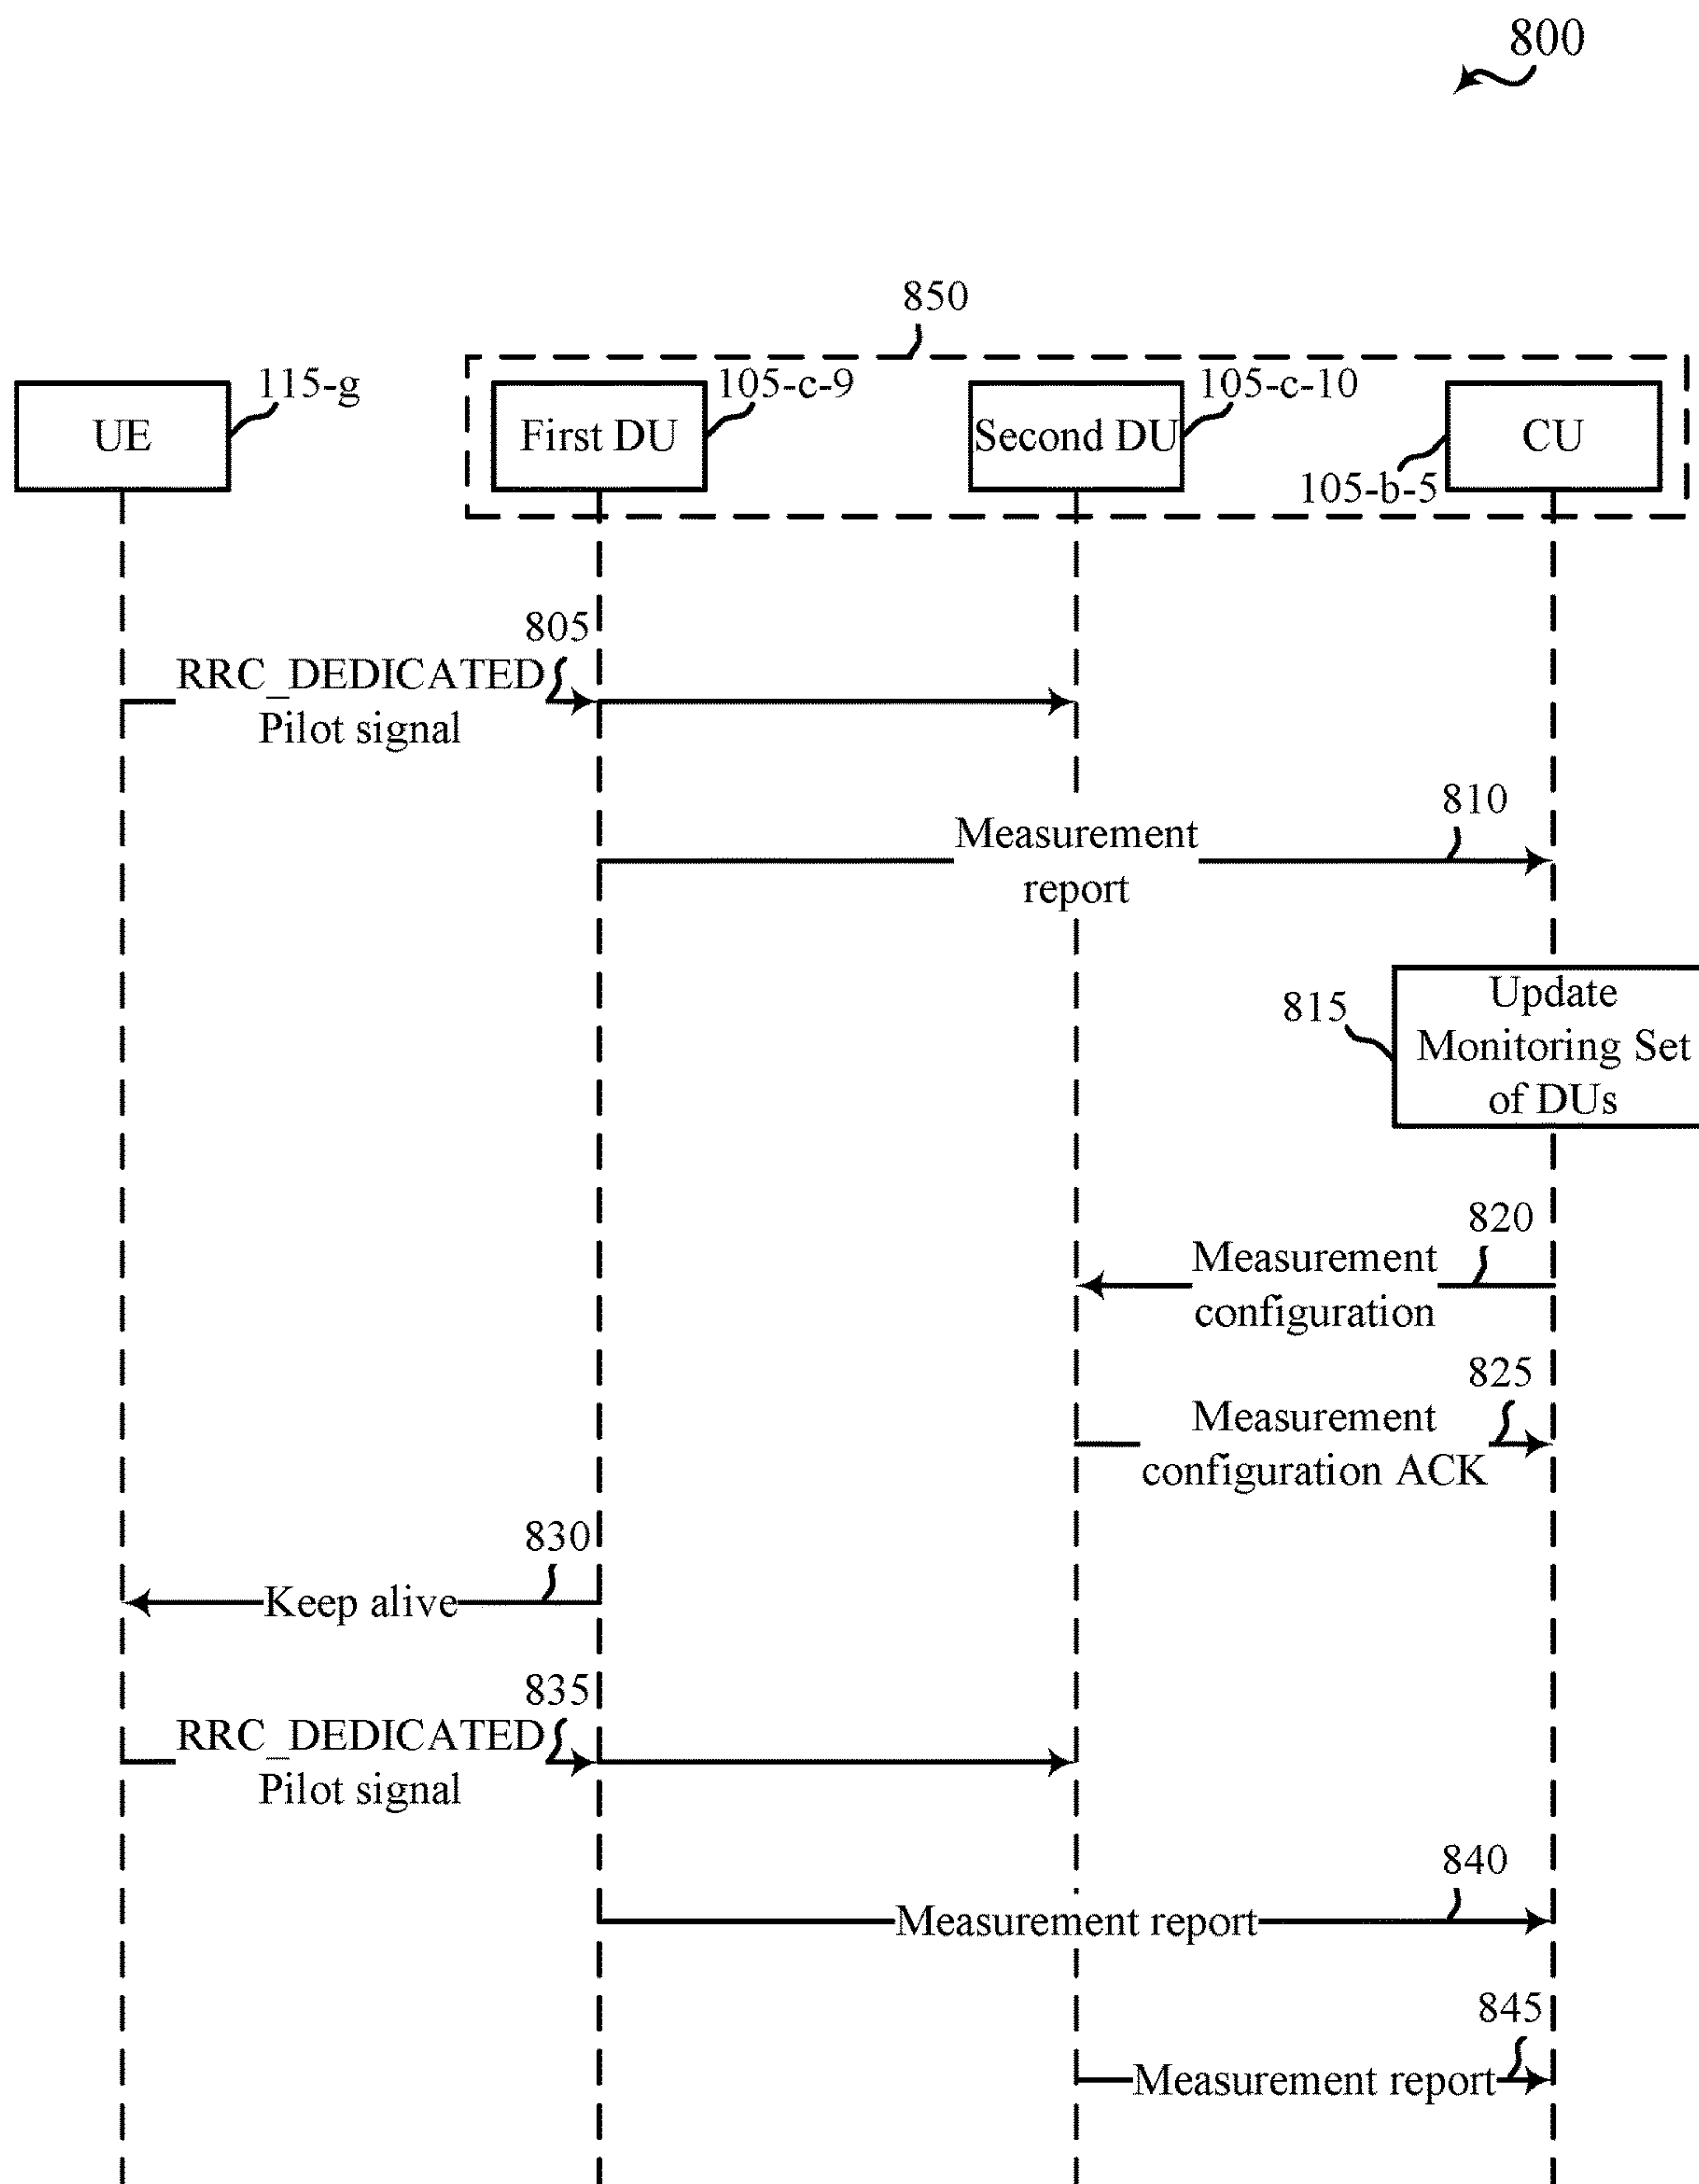 800
850
115-g
105-c-9
105-c-10
UE
First DU
Second DU
CU
105-b-5
805
RRC_DEDICATED
Pilot signal
810
Measurement
report
815
Update
Monitoring Set
of DUs
820
Measurement
configuration
825
Measurement
configuration ACK
830
Keep alive
835
RRC_DEDICATED
Pilot signal
840
Measurement report
845
Measurement report